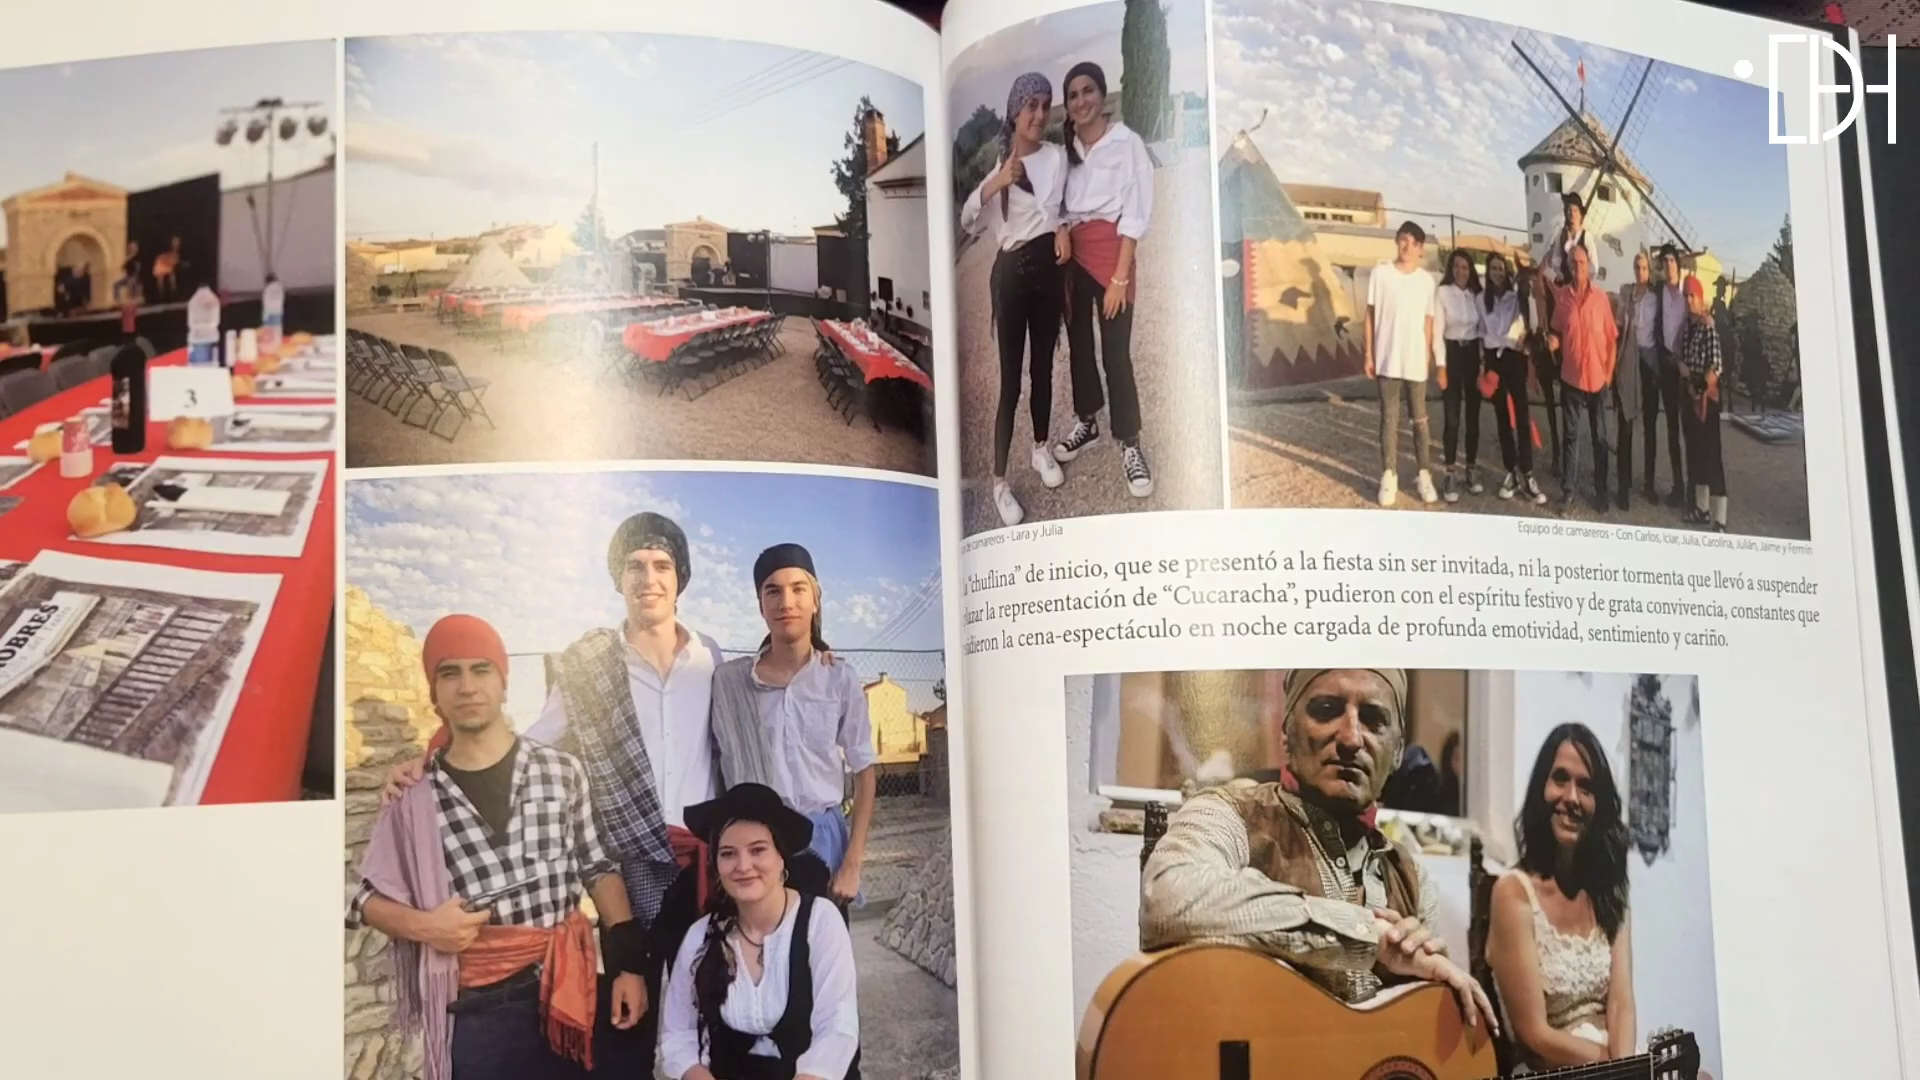 3
OBRES
de camareros - Lara y Julia
Equipo de camareros - Con Carlos, Iciar, Julia, Carolina, Julián, Jaime y Fermín
"chuflina" de inicio, que se presentó a la fiesta sin ser invitada, ni la posterior tormenta que llevó a suspender
la representación de "Cucaracha", pudieron con el espíritu festivo y de grata convivencia, constantes que
la cena-espectáculo en noche cargada de profunda emotividad, sentimiento y cariño.